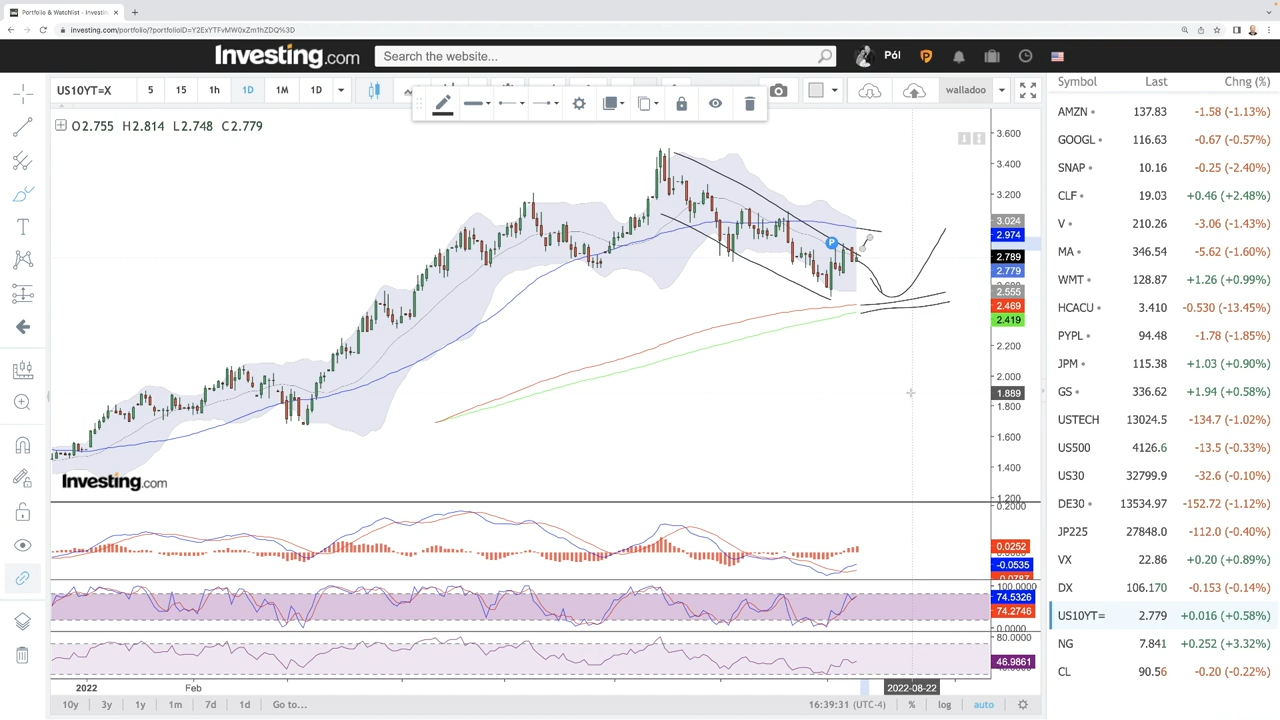 Portfolio & Watchlist - Investin
investing.com/portfolio/?portfolioID=Y2ExYTFvMW0xZm1hZDQ%3D
Investing.com
Search the website...
Pól
US10YT=X
5
15
1h
1D
1M
1D
walladoo
O2.755 H2.814 L2.748 C2.779
3.600
3.400
3.200
3.024
2.974
2.789
2.779
2.555
2.469
2.419
2.200
2.000
1.889
1.800
1.600
1.400
1.200
Investing.com
P
0.2000
0.0252
-0.0535
100.0000
74.5326
74.2746
0.0000
80.0000
46.9861
2022
Feb
2022-08-22
10y
3y
1y
1m
7d
1d
Go to...
16:39:31 (UTC-4)
%
log
auto
Symbol Last Chng (%)
AMZN 137.83 -1.58 (-1.13%)
GOOGL 116.63 -0.67 (-0.57%)
SNAP 10.16 -0.25 (-2.40%)
CLF 19.03 +0.46 (+2.48%)
V 210.26 -3.06 (-1.43%)
MA 346.54 -5.62 (-1.60%)
WMT 128.87 +1.26 (+0.99%)
HCACU 3.410 -0.530 (-13.45%)
PYPL 94.48 -1.78 (-1.85%)
JPM 115.38 +1.03 (+0.90%)
GS 336.62 +1.94 (+0.58%)
USTECH 13024.5 -134.7 (-1.02%)
US500 4126.6 -13.5 (-0.33%)
US30 32799.9 -32.6 (-0.10%)
DE30 13534.97 -152.72 (-1.12%)
JP225 27848.0 -112.0 (-0.40%)
VX 22.86 +0.20 (+0.89%)
DX 106.170 -0.153 (-0.14%)
US10YT= 2.779 +0.016 (+0.58%)
NG 7.841 +0.252 (+3.32%)
CL 90.56 -0.20 (-0.22%)